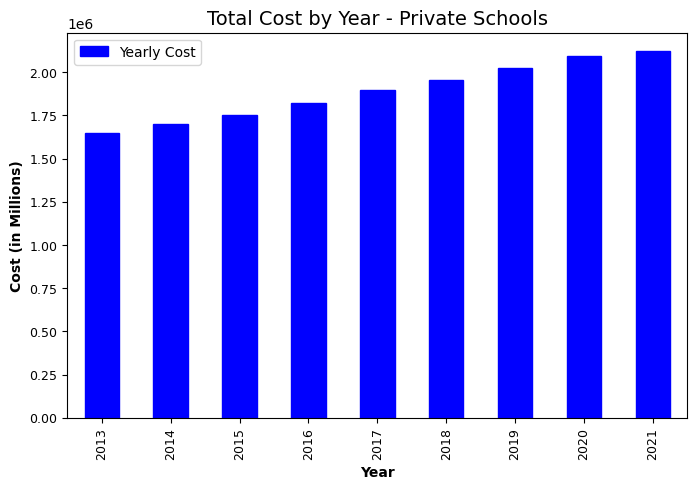 Total Cost by Year - Private Schools
1e6
Yearly Cost
2.00
1.75
1.50
1.25
1.00
0.75
0.50
0.25
0.00
Cost (in Millions)
2013 2014 2015 2016 2017 2018 2019 2020 2021
Year